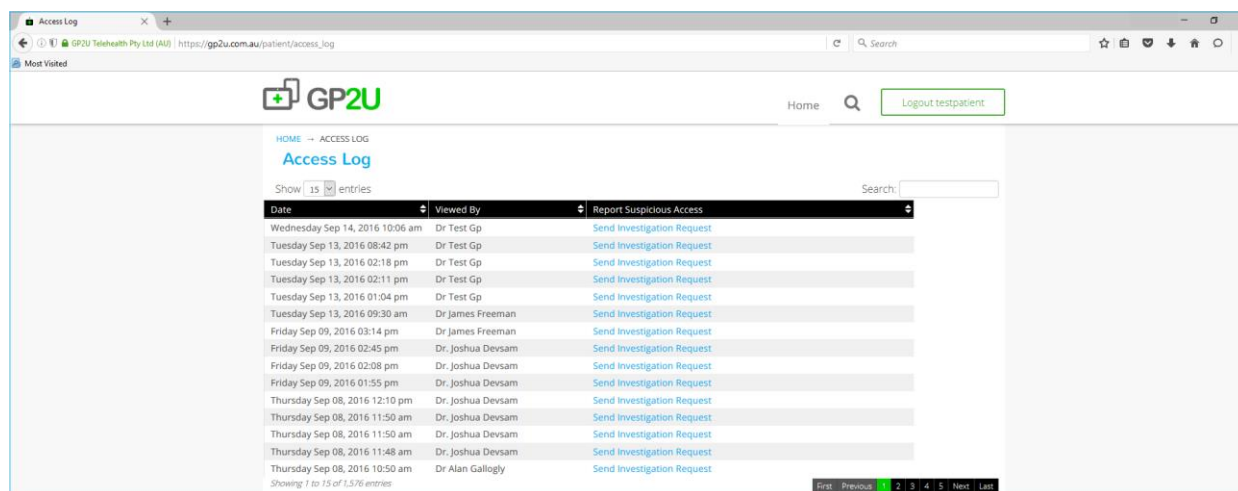 Access Log
GP2U Telehealth Pty Ltd (AU) https://gp2u.com.au/patient/access_log
Search
Most Visited
GP2U
Home
Logout testpatient
HOME → ACCESS LOG
Access Log
Show 15 entries Search:
Date Viewed By Report Suspicious Access
Wednesday Sep 14, 2016 10:06 am Dr Test Gp Send Investigation Request
Tuesday Sep 13, 2016 08:42 pm Dr Test Gp Send Investigation Request
Tuesday Sep 13, 2016 02:18 pm Dr Test Gp Send Investigation Request
Tuesday Sep 13, 2016 02:11 pm Dr Test Gp Send Investigation Request
Tuesday Sep 13, 2016 01:04 pm Dr Test Gp Send Investigation Request
Tuesday Sep 13, 2016 09:30 am Dr James Freeman Send Investigation Request
Friday Sep 09, 2016 03:14 pm Dr James Freeman Send Investigation Request
Friday Sep 09, 2016 02:45 pm Dr. Joshua Devsam Send Investigation Request
Friday Sep 09, 2016 02:08 pm Dr. Joshua Devsam Send Investigation Request
Friday Sep 09, 2016 01:55 pm Dr. Joshua Devsam Send Investigation Request
Thursday Sep 08, 2016 12:10 pm Dr. Joshua Devsam Send Investigation Request
Thursday Sep 08, 2016 11:50 am Dr. Joshua Devsam Send Investigation Request
Thursday Sep 08, 2016 11:50 am Dr. Joshua Devsam Send Investigation Request
Thursday Sep 08, 2016 11:48 am Dr. Joshua Devsam Send Investigation Request
Thursday Sep 08, 2016 10:50 am Dr Alan Gallogly Send Investigation Request
Showing 1 to 15 of 1,576 entries First Previous 1 2 3 4 5 Next Last